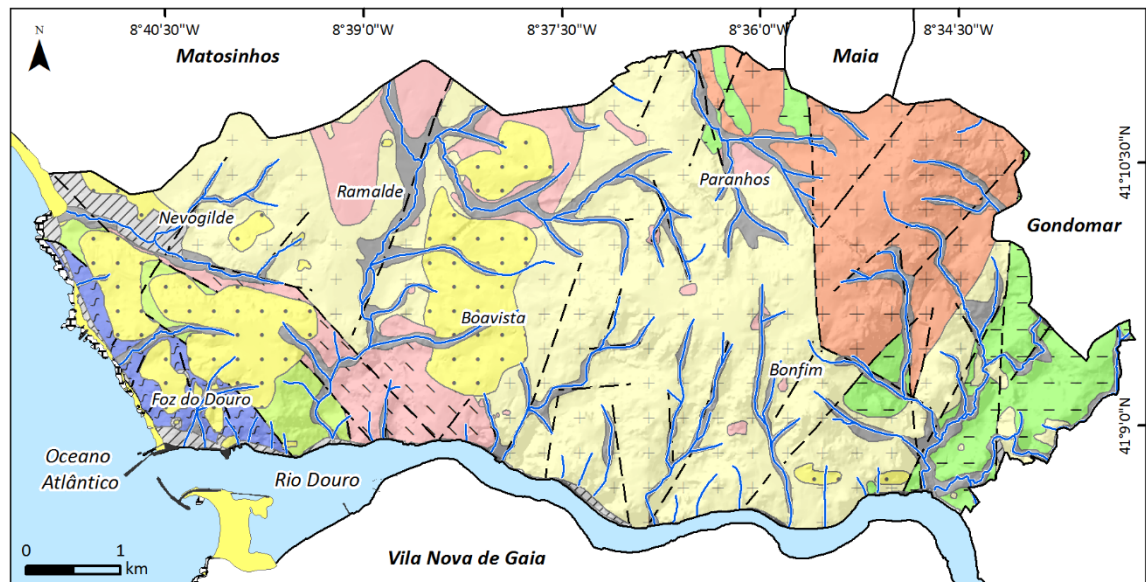 8°40'30"W
8°39'0"W
8°37'30"W
8°36'0"W
8°34'30"W
N
Matosinhos
Maia
41°10'30"N
Paranhos
Ramalde
Nevogilde
Gondomar
Boavista
Bonfim
Foz do Douro
41°9'0"N
Oceano
Atlântico
Rio Douro
0 1
km
Vila Nova de Gaia